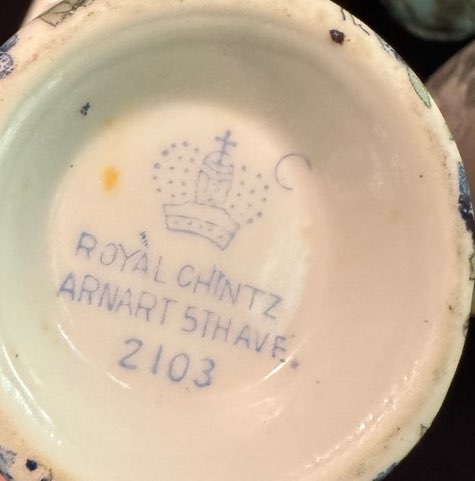 ROYAL CHINTZ
ARNART 5TH AVE.
2103